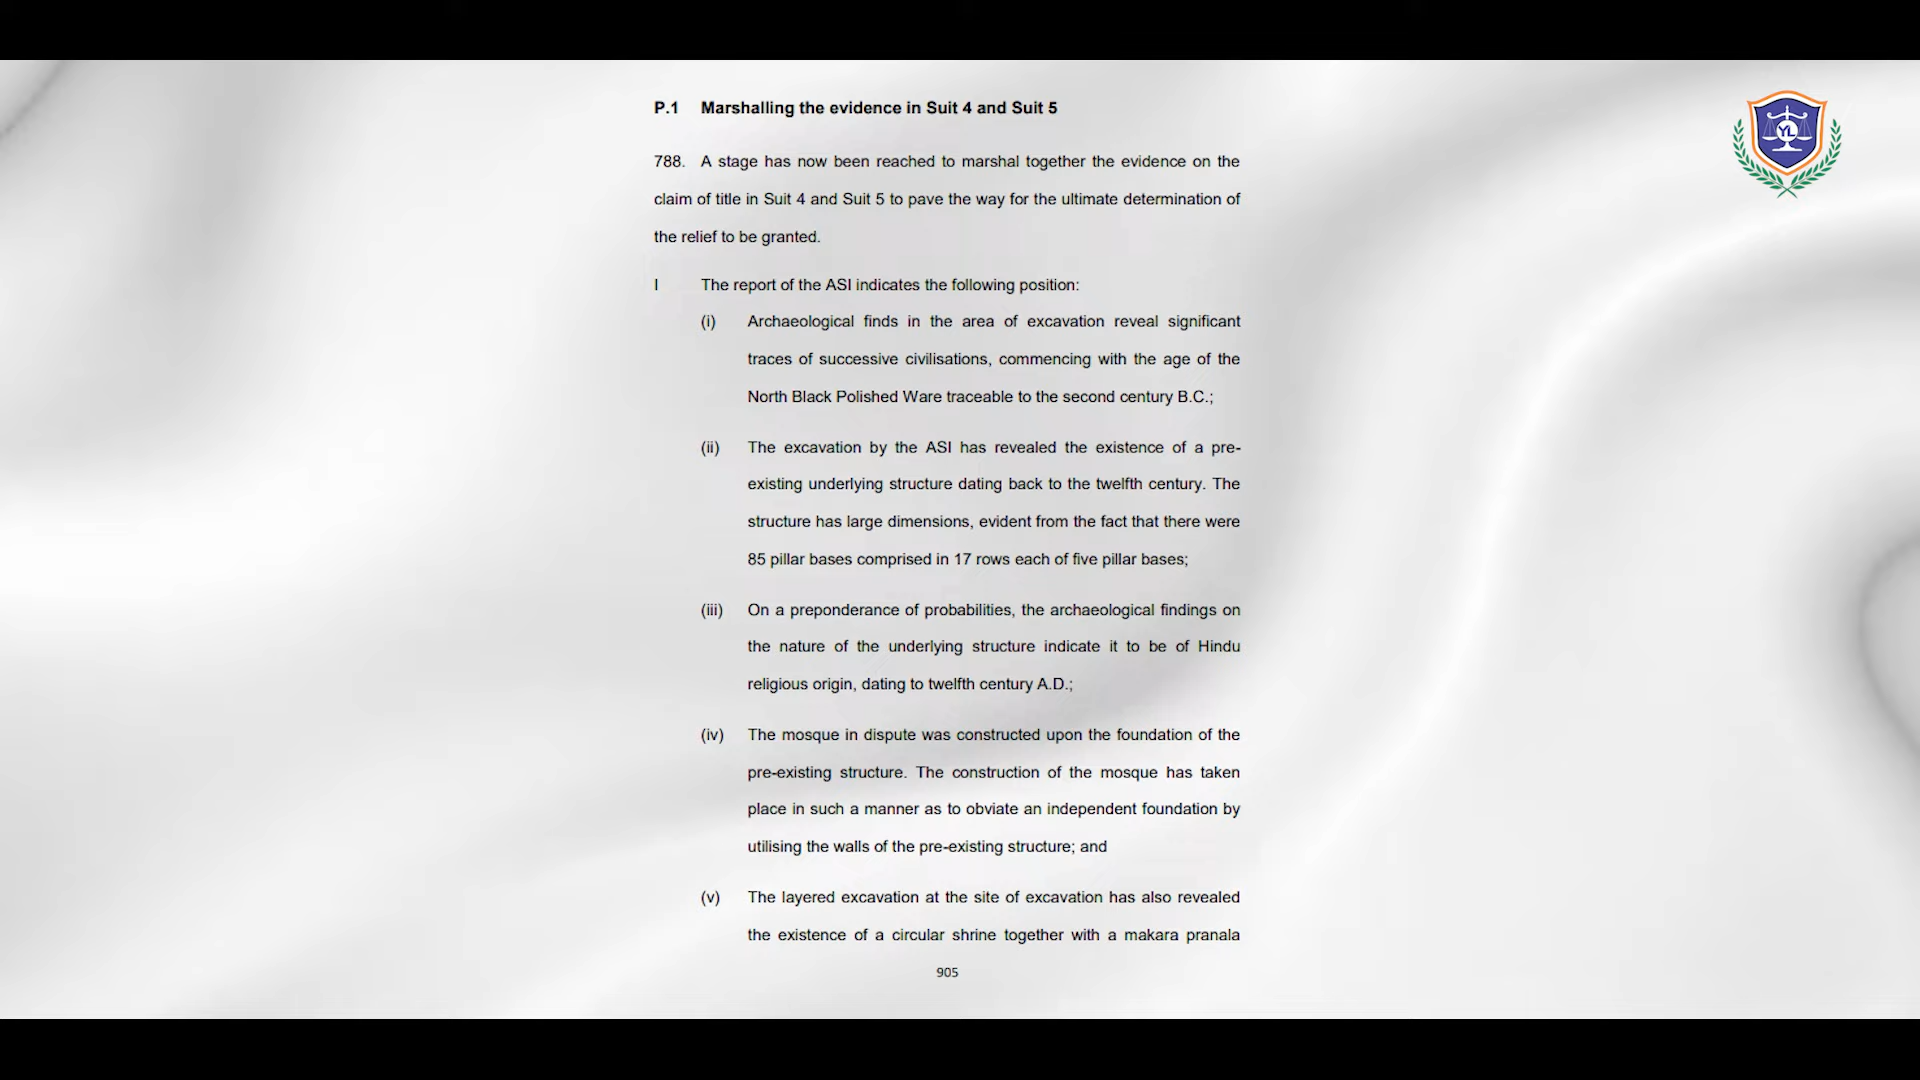 P.1 Marshalling the evidence in Suit 4 and Suit 5
788. A stage has now been reached to marshal together the evidence on the
claim of title in Suit 4 and Suit 5 to pave the way for the ultimate determination of
the relief to be granted.
I The report of the ASI indicates the following position:
(i) Archaeological finds in the area of excavation reveal significant
traces of successive civilisations, commencing with the age of the
North Black Polished Ware traceable to the second century B.C.;
(ii) The excavation by the ASI has revealed the existence of a pre-
existing underlying structure dating back to the twelfth century. The
structure has large dimensions, evident from the fact that there were
85 pillar bases comprised in 17 rows each of five pillar bases;
(iii) On a preponderance of probabilities, the archaeological findings on
the nature of the underlying structure indicate it to be of Hindu
religious origin, dating to twelfth century A.D.;
(iv) The mosque in dispute was constructed upon the foundation of the
pre-existing structure. The construction of the mosque has taken
place in such a manner as to obviate an independent foundation by
utilising the walls of the pre-existing structure; and
(v) The layered excavation at the site of excavation has also revealed
the existence of a circular shrine together with a makara pranala
905
YL